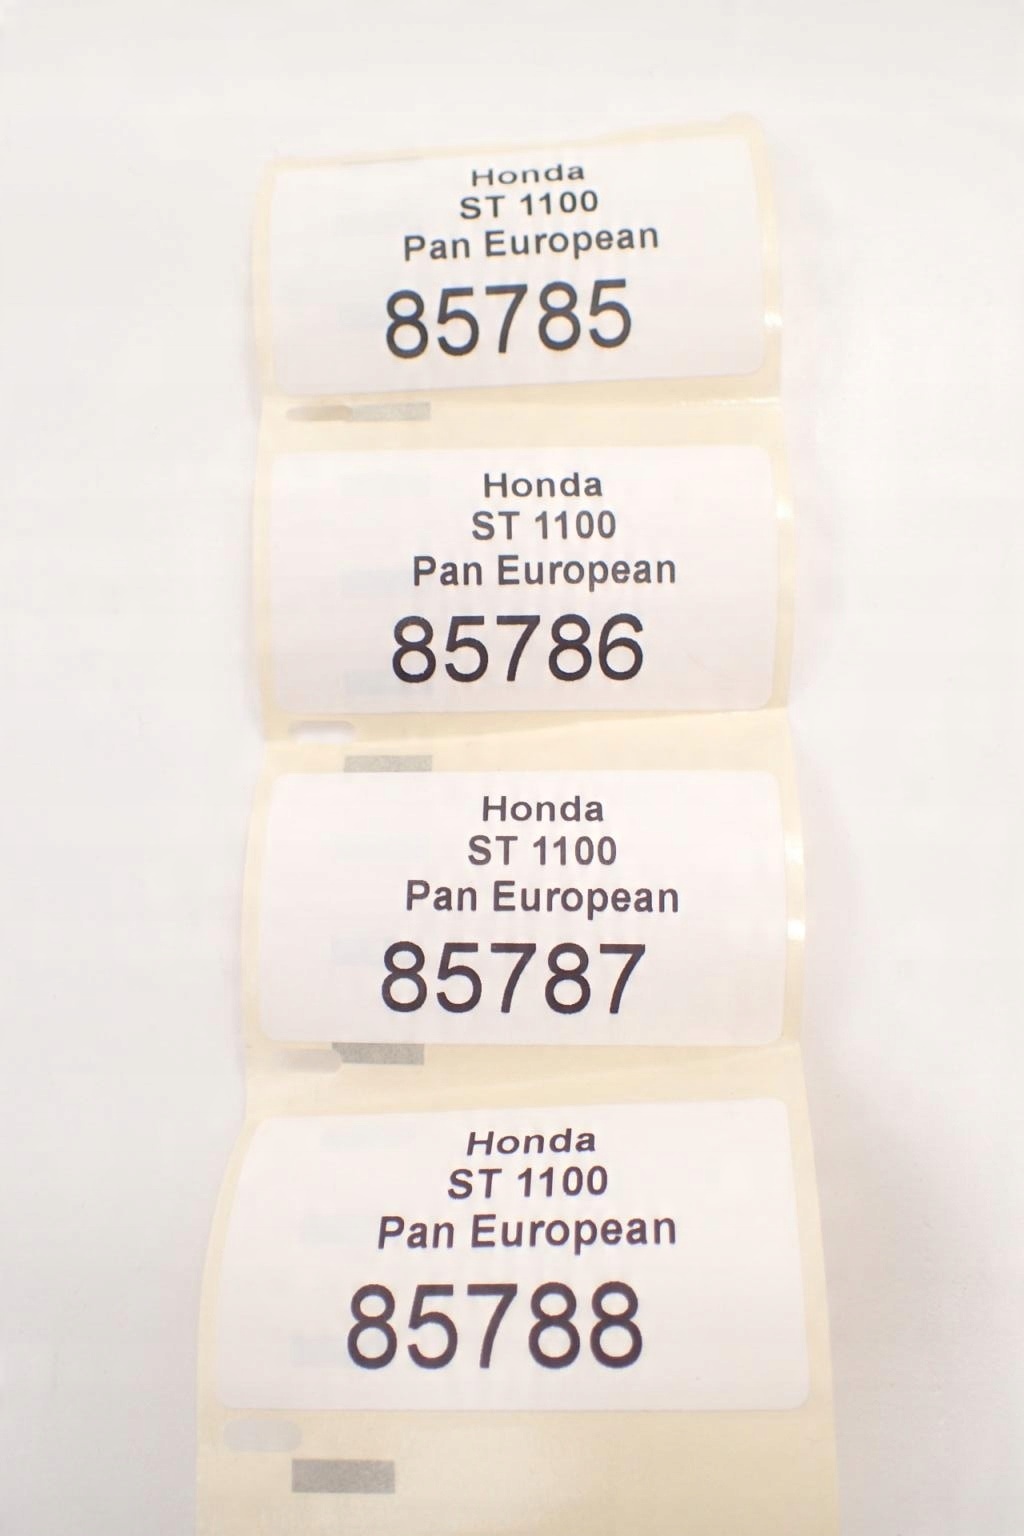 Honda
ST 1100
Pan European
85785
Honda
ST 1100
Pan European
85786
Honda
ST 1100
Pan European
85787
Honda
ST 1100
Pan European
85788